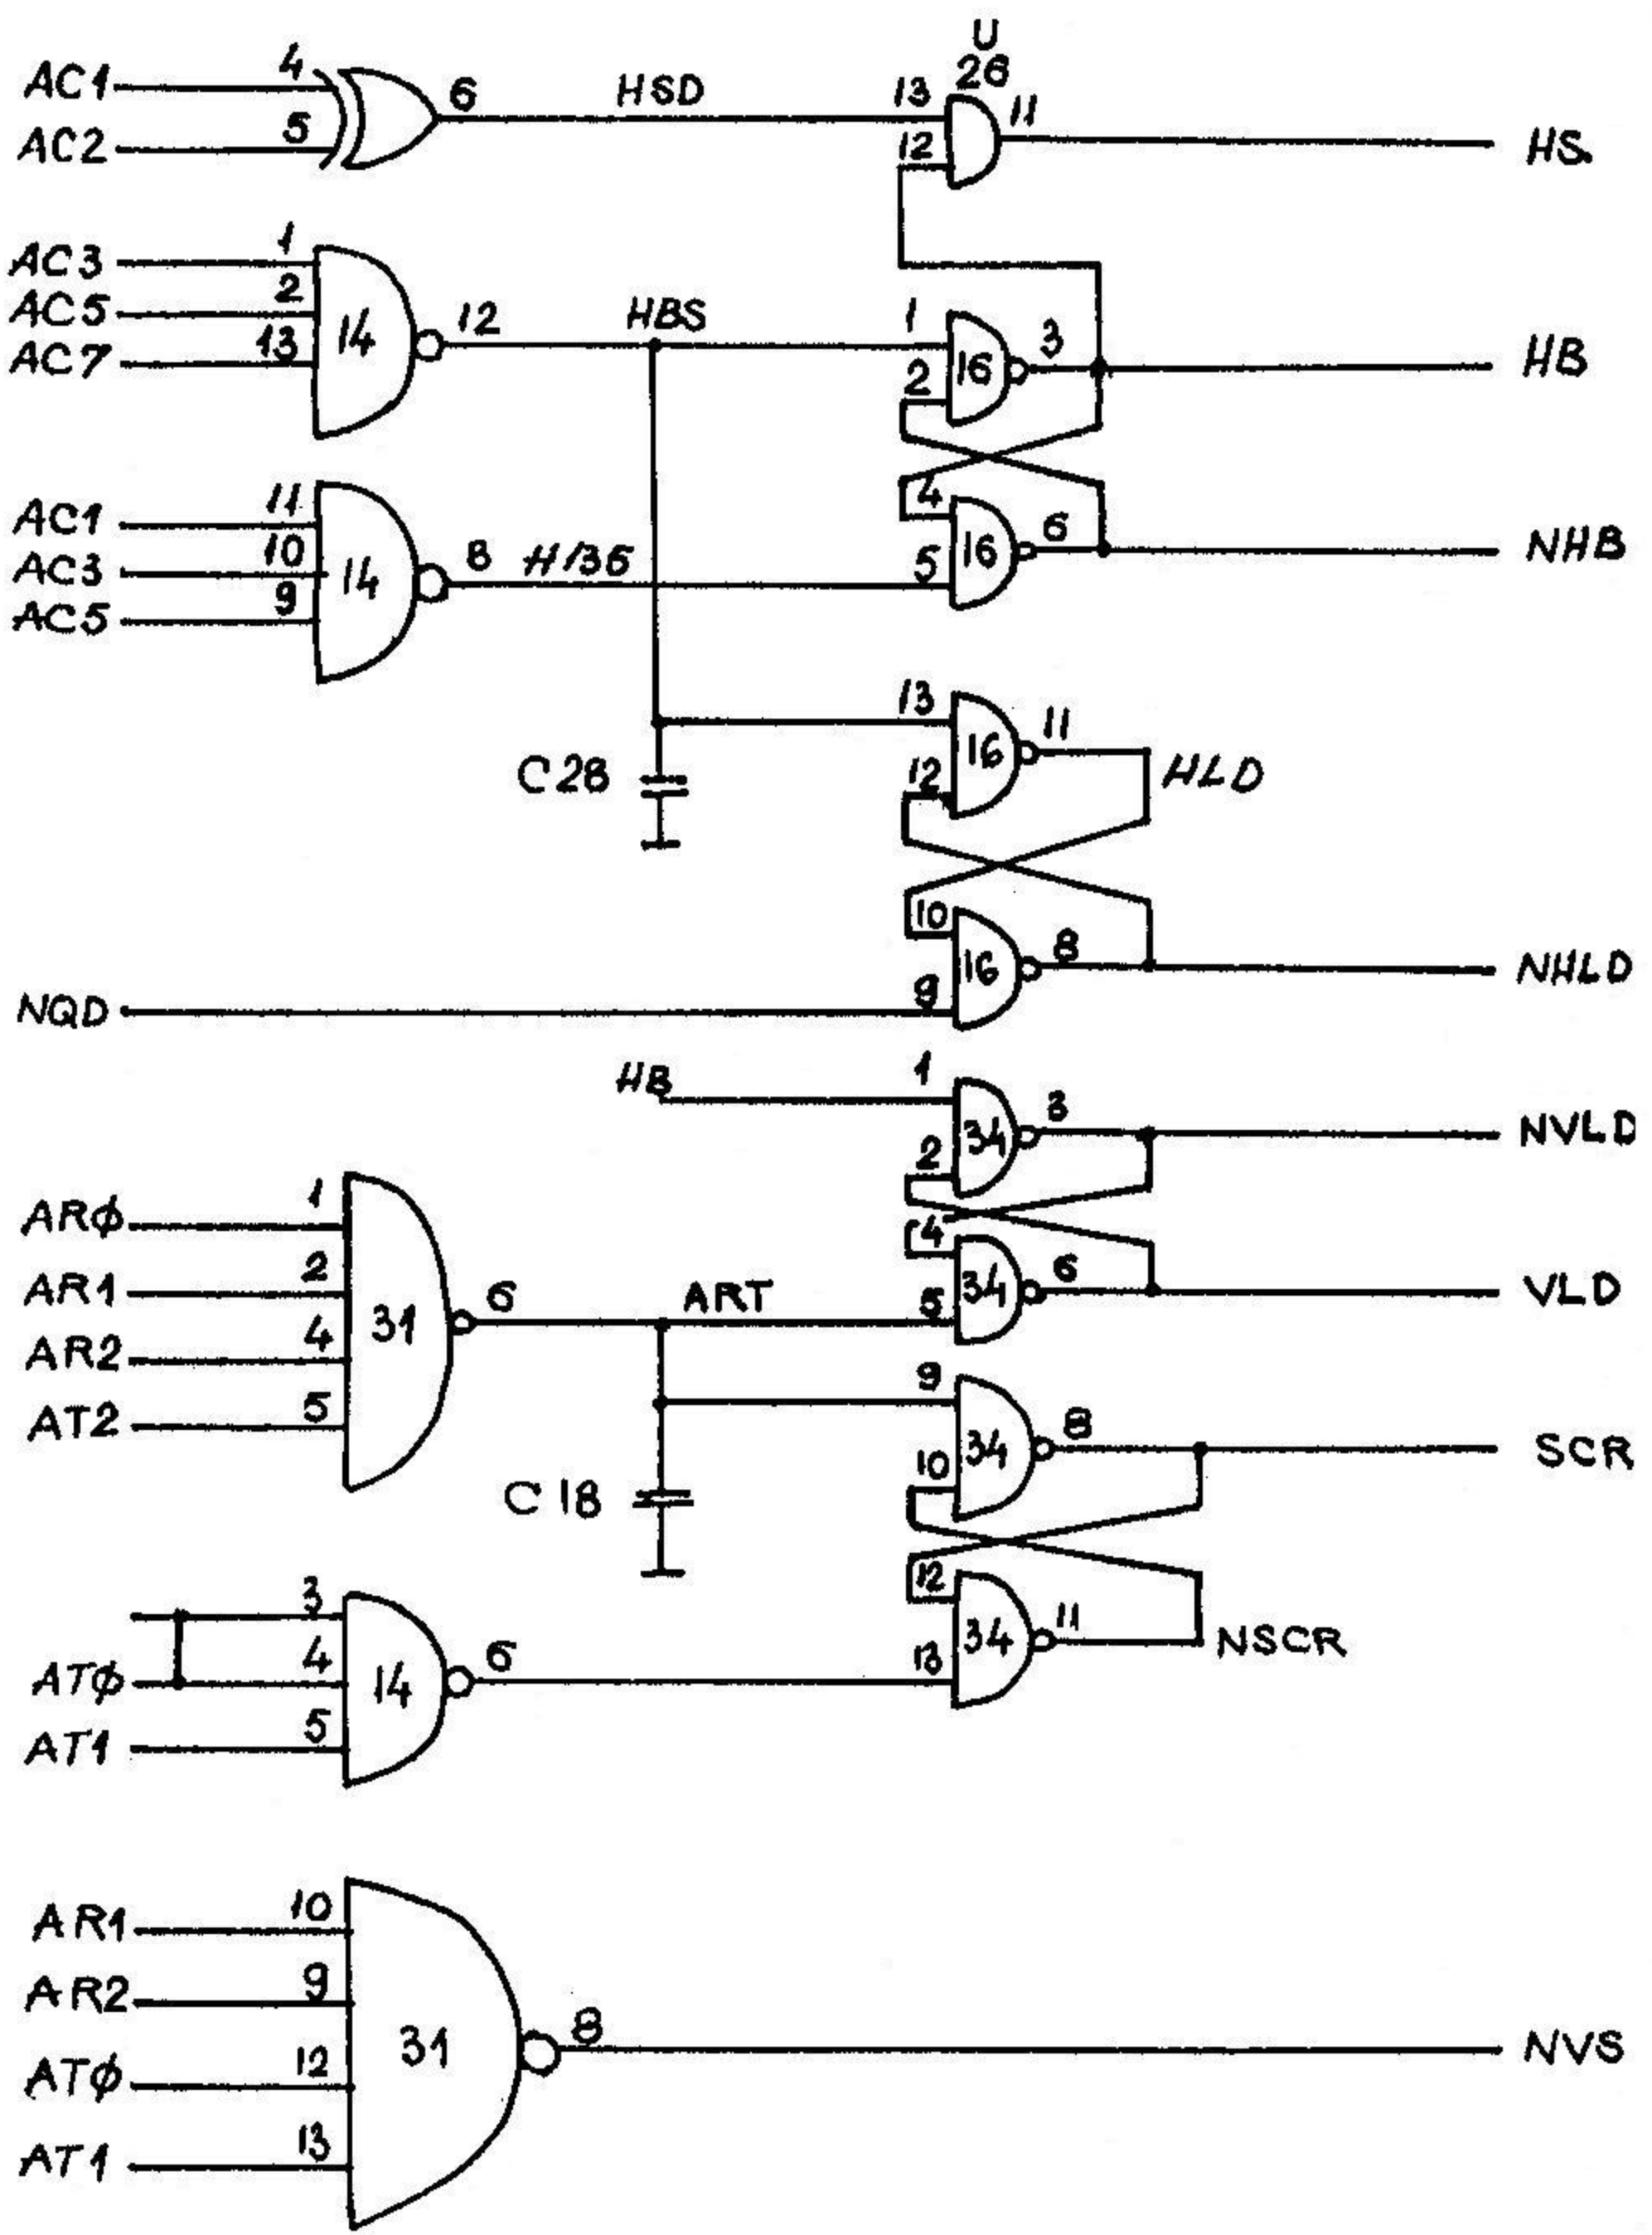 U
26
AC1 4 6 HSD 13 11
AC2 5 12 HS.
AC3 1
AC5 2 14 12 HBS 1 16 3 HB
AC7 13 2
AC1 11 4
AC3 10 14 8 H/36 16 6 NHB
AC5 9 5
13 11
C28 16 HLD
12
10 8
16 NHLD
NQD 9
HB 1 3
34 NVLD
2
ARϕ 1
AR1 2 4 6
31 6 ART 34 VLD
AR2 4 5
AT2 5 9 8
34 SCR
C18 10
12
3 34 11 NSCR
ATϕ 4 14 6 13
AT1 5
AR1 10
AR2 9
31 8 NVS
ATϕ 12
AT1 13